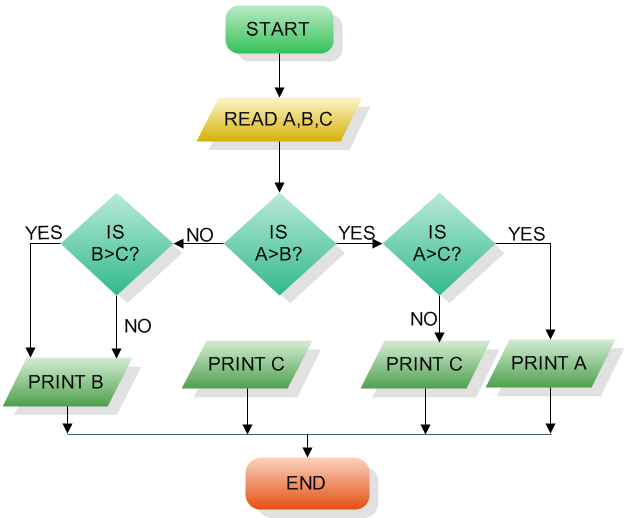 START
READ A,B,C
IS
B>C?
IS
A>B?
IS
A>C?
YES
NO
YES
YES
NO
NO
PRINT B
PRINT C
PRINT C
PRINT A
END